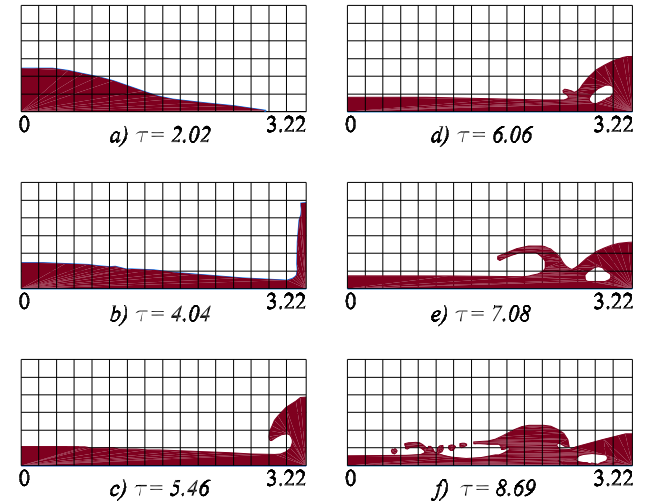 0 3.22
a) τ = 2.02
0 3.22
b) τ = 4.04
0 3.22
c) τ = 5.46
0 3.22
d) τ = 6.06
0 3.22
e) τ = 7.08
0 3.22
f) τ = 8.69